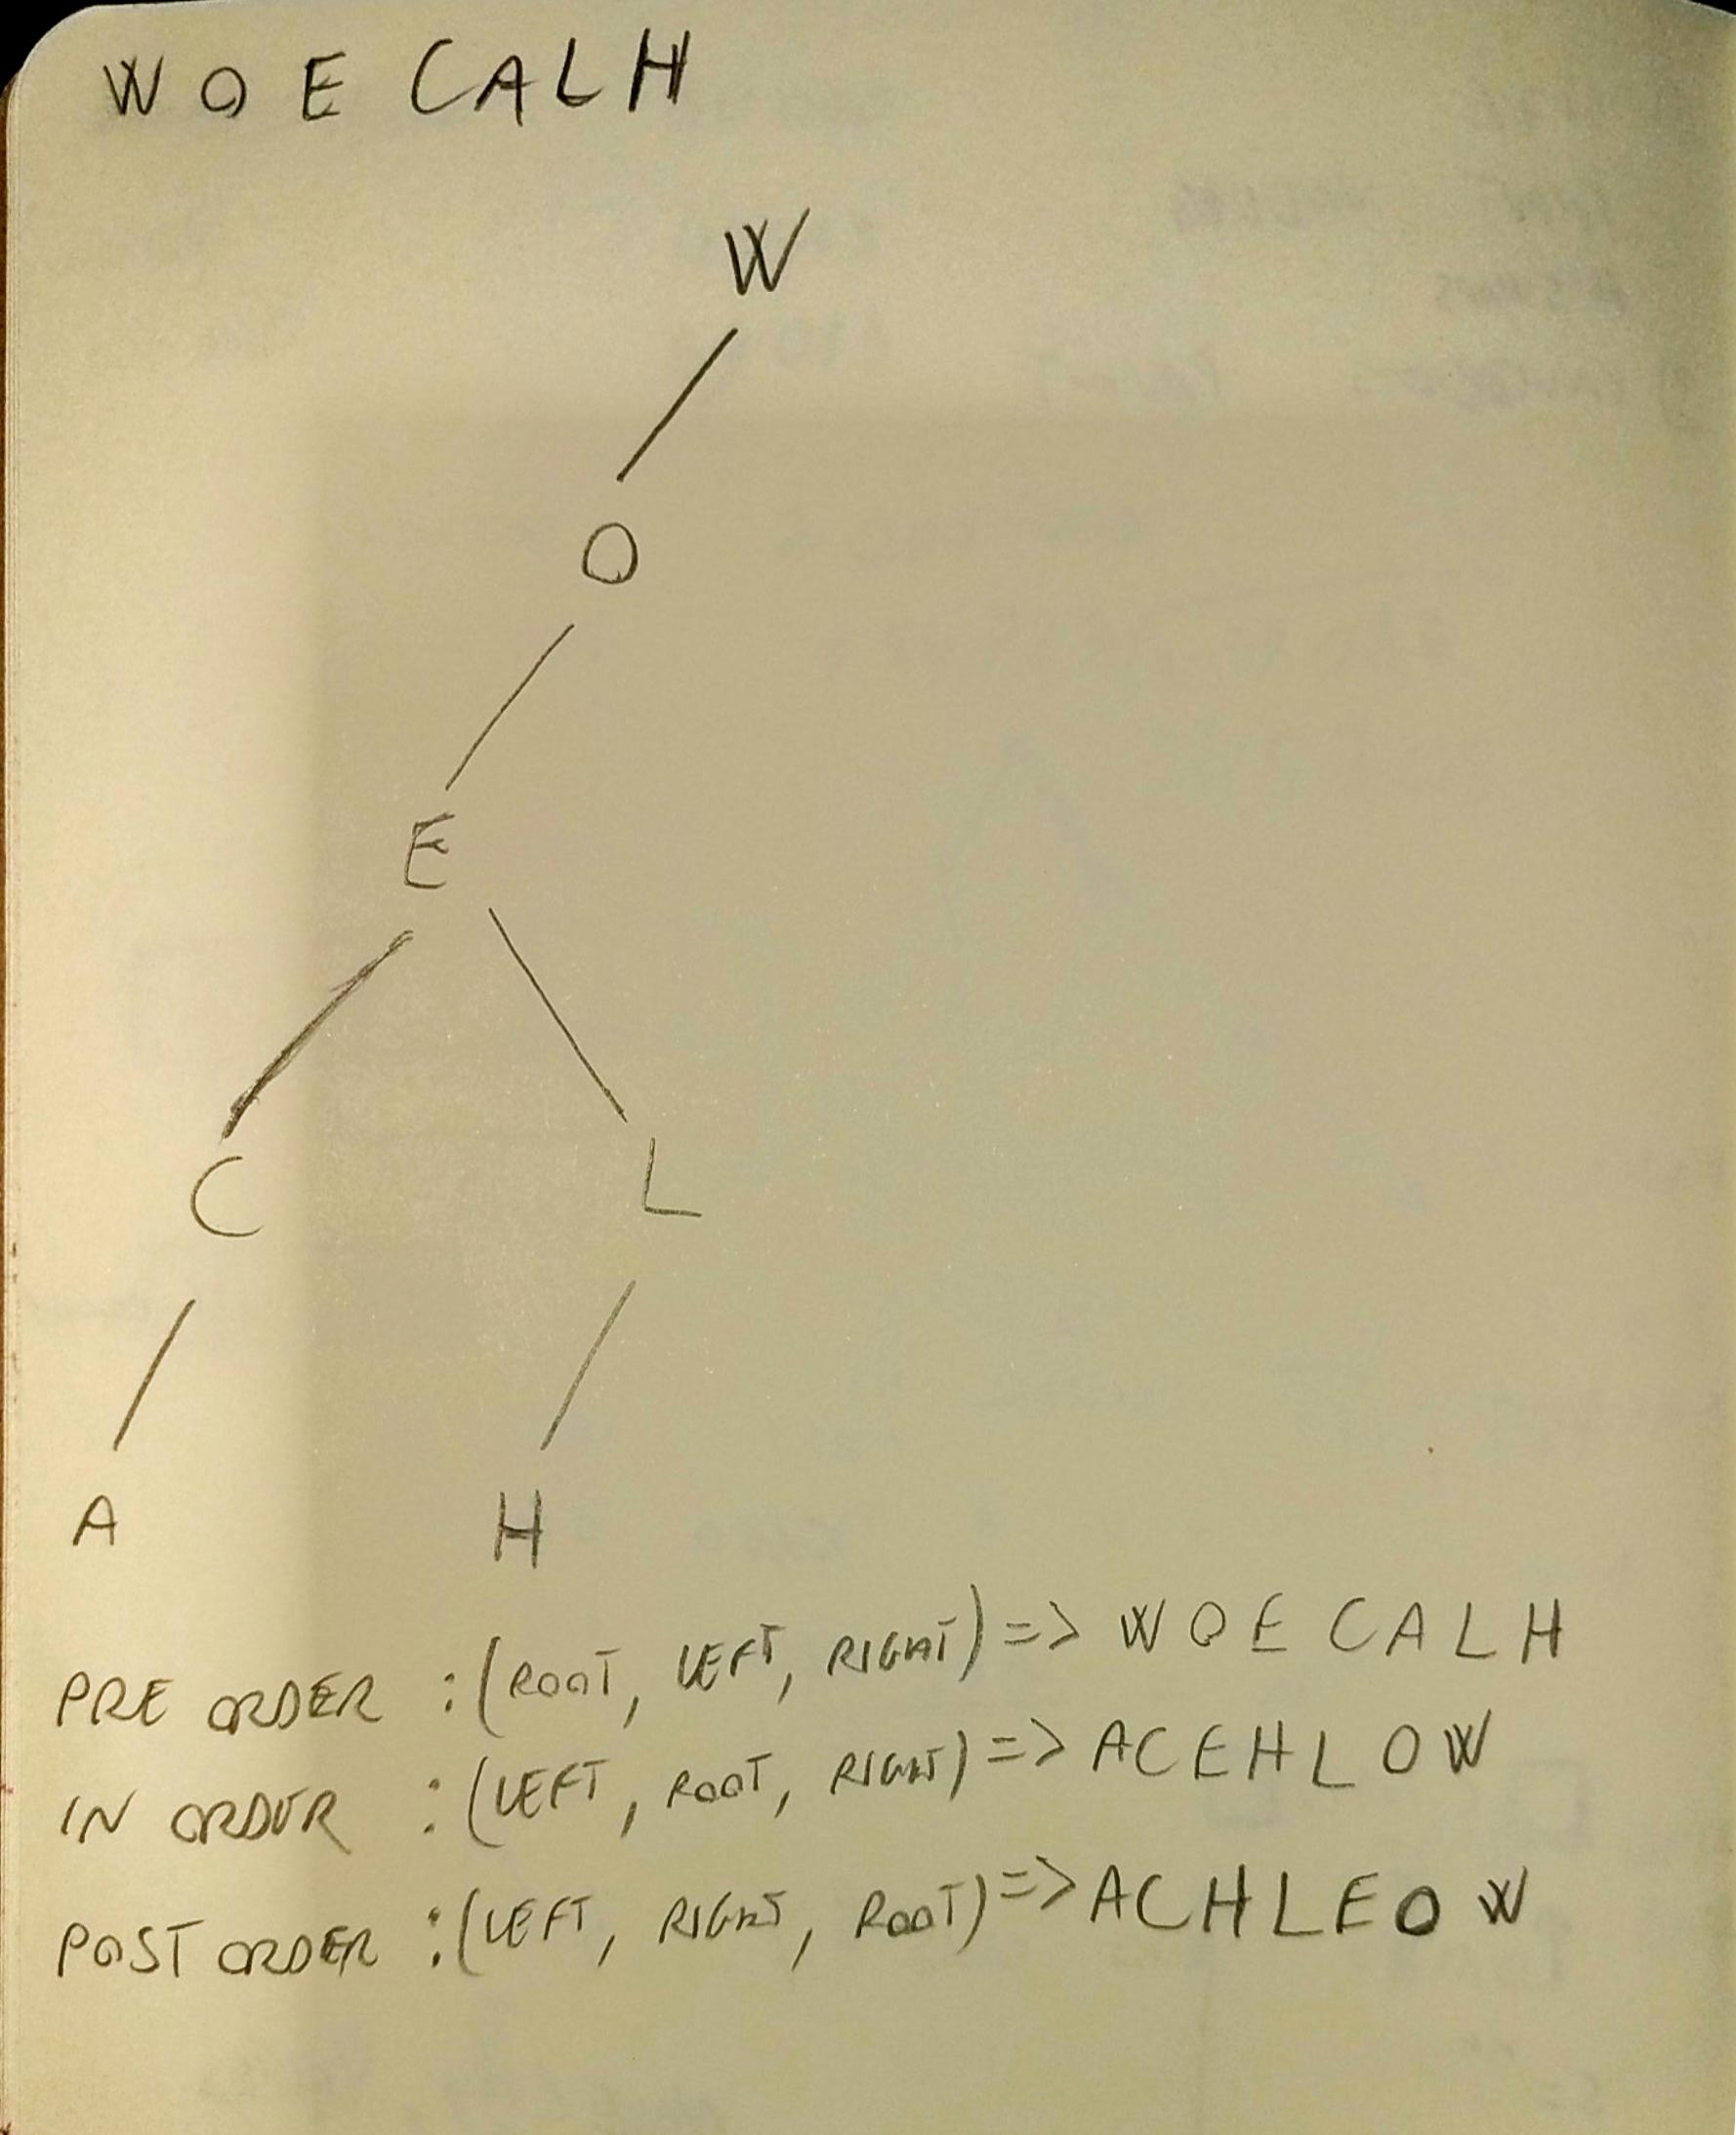 W O E C A L H
W
O
E
C L
A H
PRE ORDER : (ROOT, LEFT, RIGHT) => W O E C A L H
IN ORDER : (LEFT, ROOT, RIGHT) => A C E H L O W
POST ORDER : (LEFT, RIGHT, ROOT) => A C H L E O W